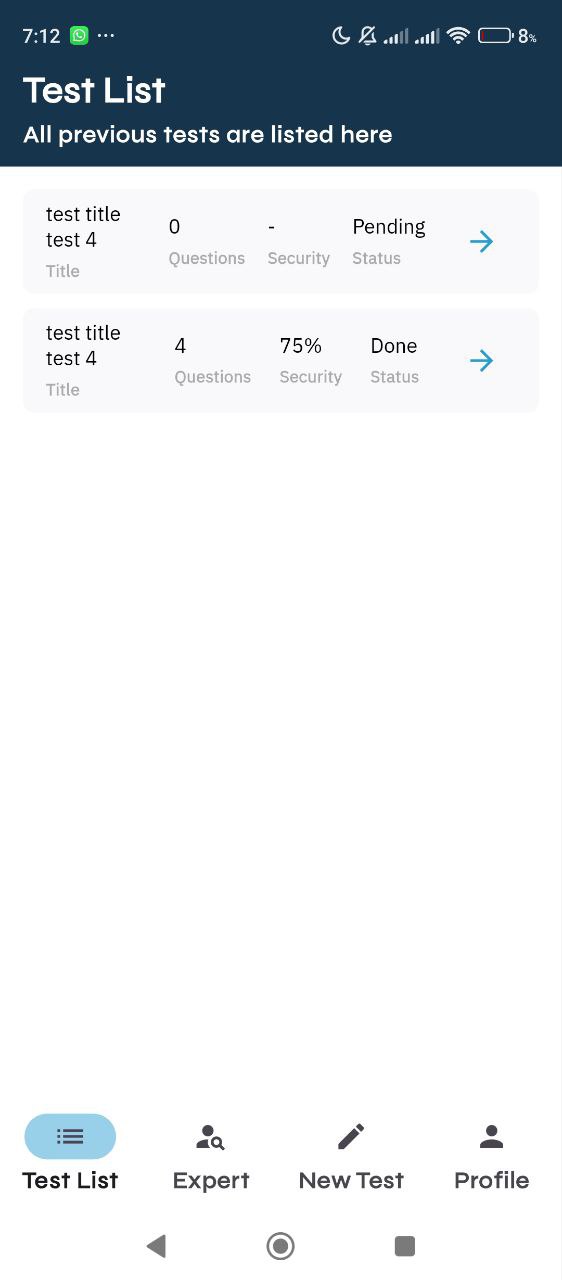 7:12 ... 8%
Test List
All previous tests are listed here
test title
test 4
Title
0
Questions
-
Security
Pending
Status
test title
test 4
Title
4
Questions
75%
Security
Done
Status
Test List
Expert
New Test
Profile